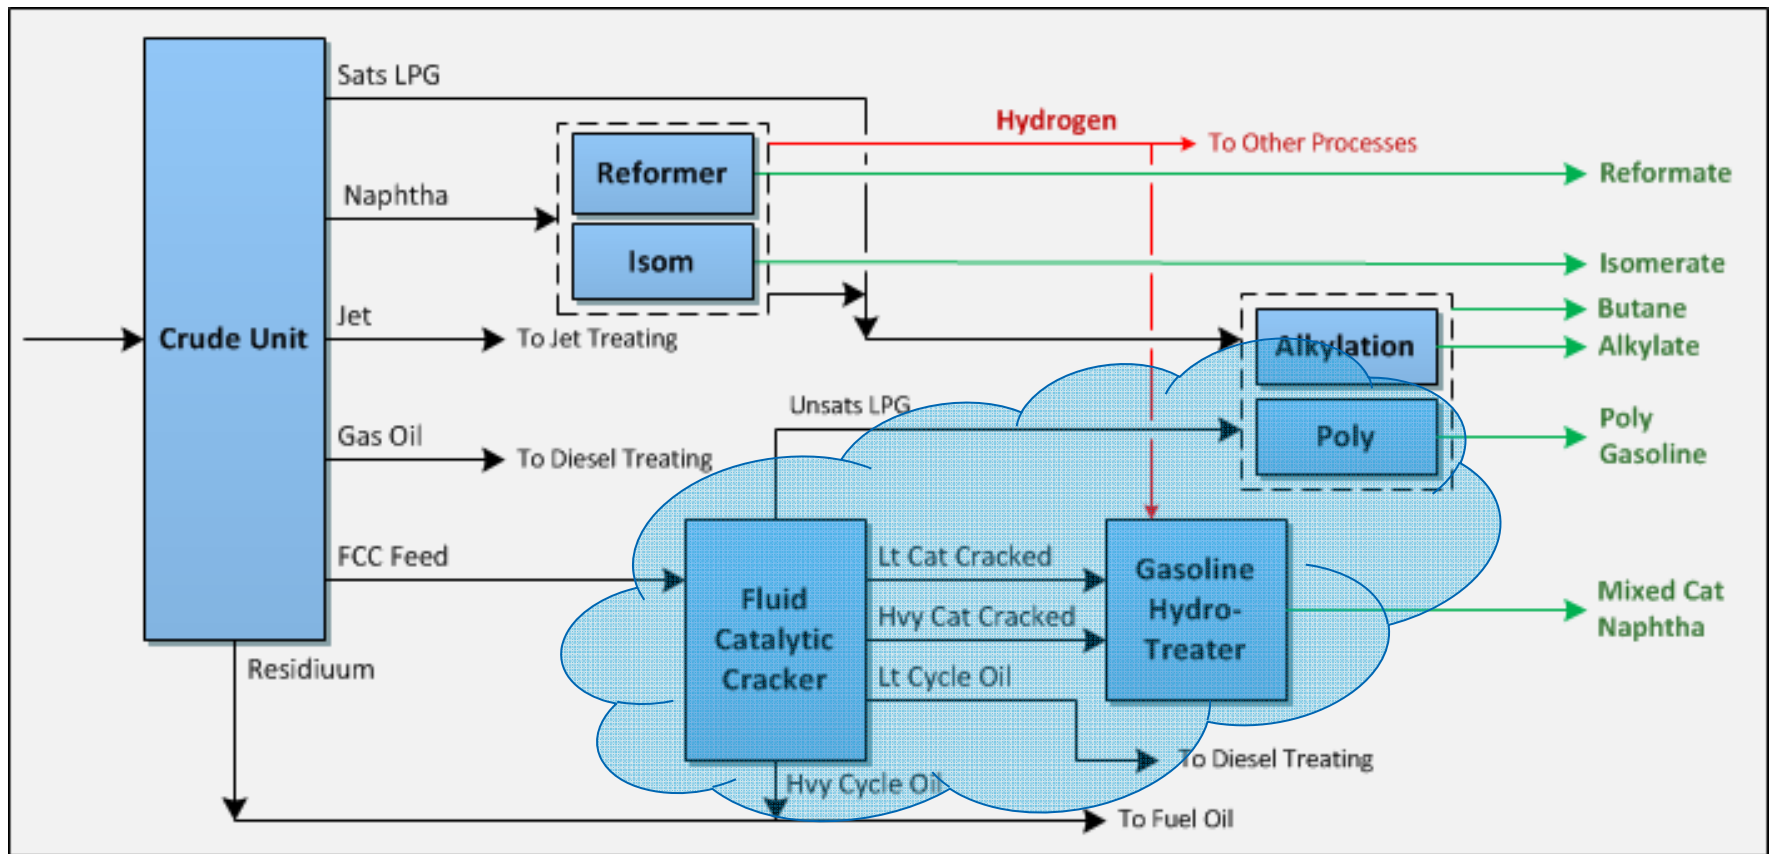 Sats LPG
Hydrogen
To Other Processes
Reformer
Reformate
Naphtha
Isom
Isomerate
Butane
Jet
Crude Unit
To Jet Treating
Alkylation
Alkylate
Unsats LPG
Poly
Gasoline
Gas Oil
To Diesel Treating
Poly
FCC Feed
Lt Cat Cracked
Hvy Cat Cracked
Lt Cycle Oil
Fluid
Catalytic
Cracker
Gasoline
Hydro-
Treater
Mixed Cat
Naphtha
Residiuum
To Diesel Treating
Hvy Cycle Oil
To Fuel Oil